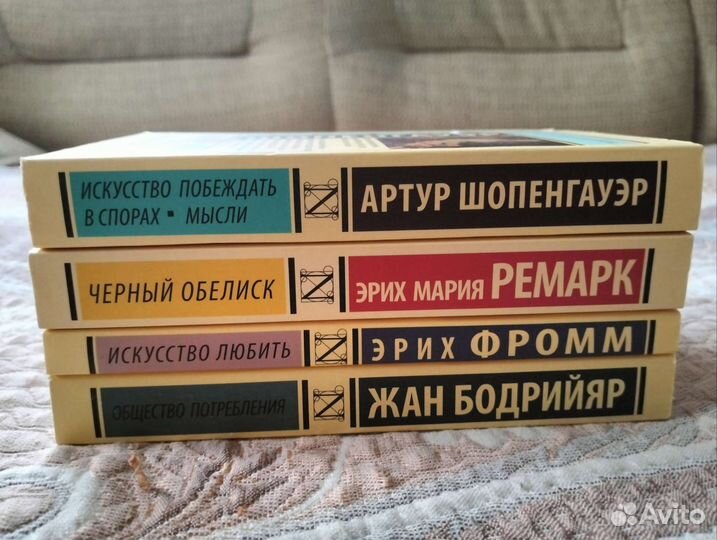 ИСКУССТВО ПОБЕЖДАТЬ
В СПОРАХ ▪ МЫСЛИ
АРТУР ШОПЕНГАУЭР
ЧЕРНЫЙ ОБЕЛИСК
ЭРИХ МАРИЯ РЕМАРК
ИСКУССТВО ЛЮБИТЬ
ЭРИХ ФРОММ
ОБЩЕСТВО ПОТРЕБЛЕНИЯ
ЖАН БОДРИЙЯР
Avito